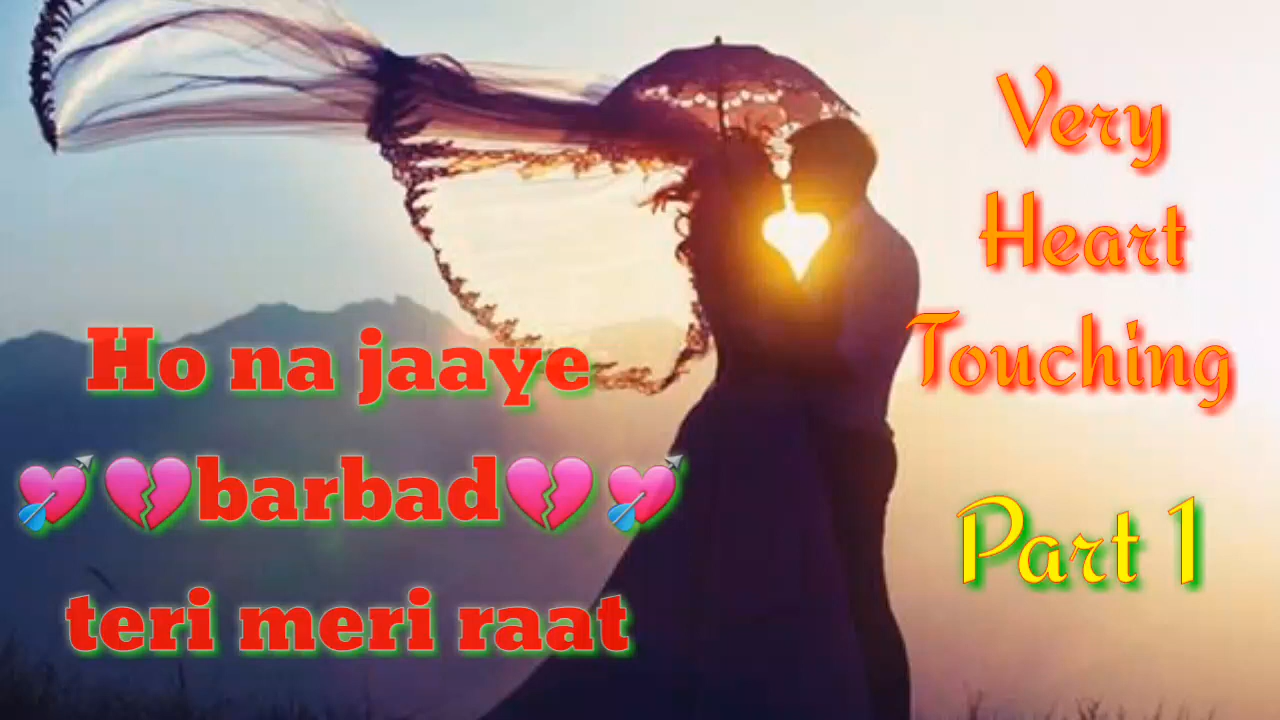 Ho na jaaye
💘💔barbad💔💘
teri meri raat
Very
Heart
Touching
Part 1